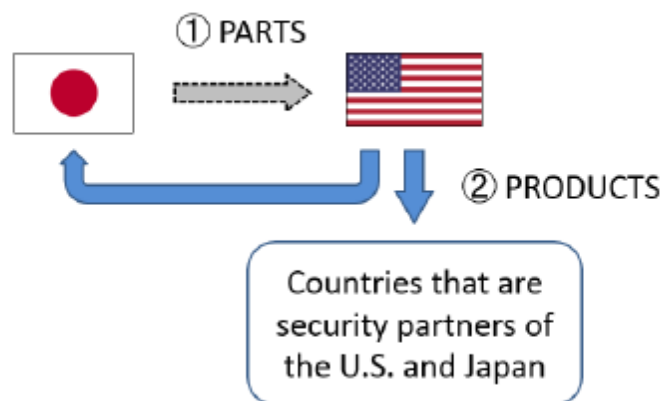 ① PARTS
② PRODUCTS
Countries that are
security partners of
the U.S. and Japan